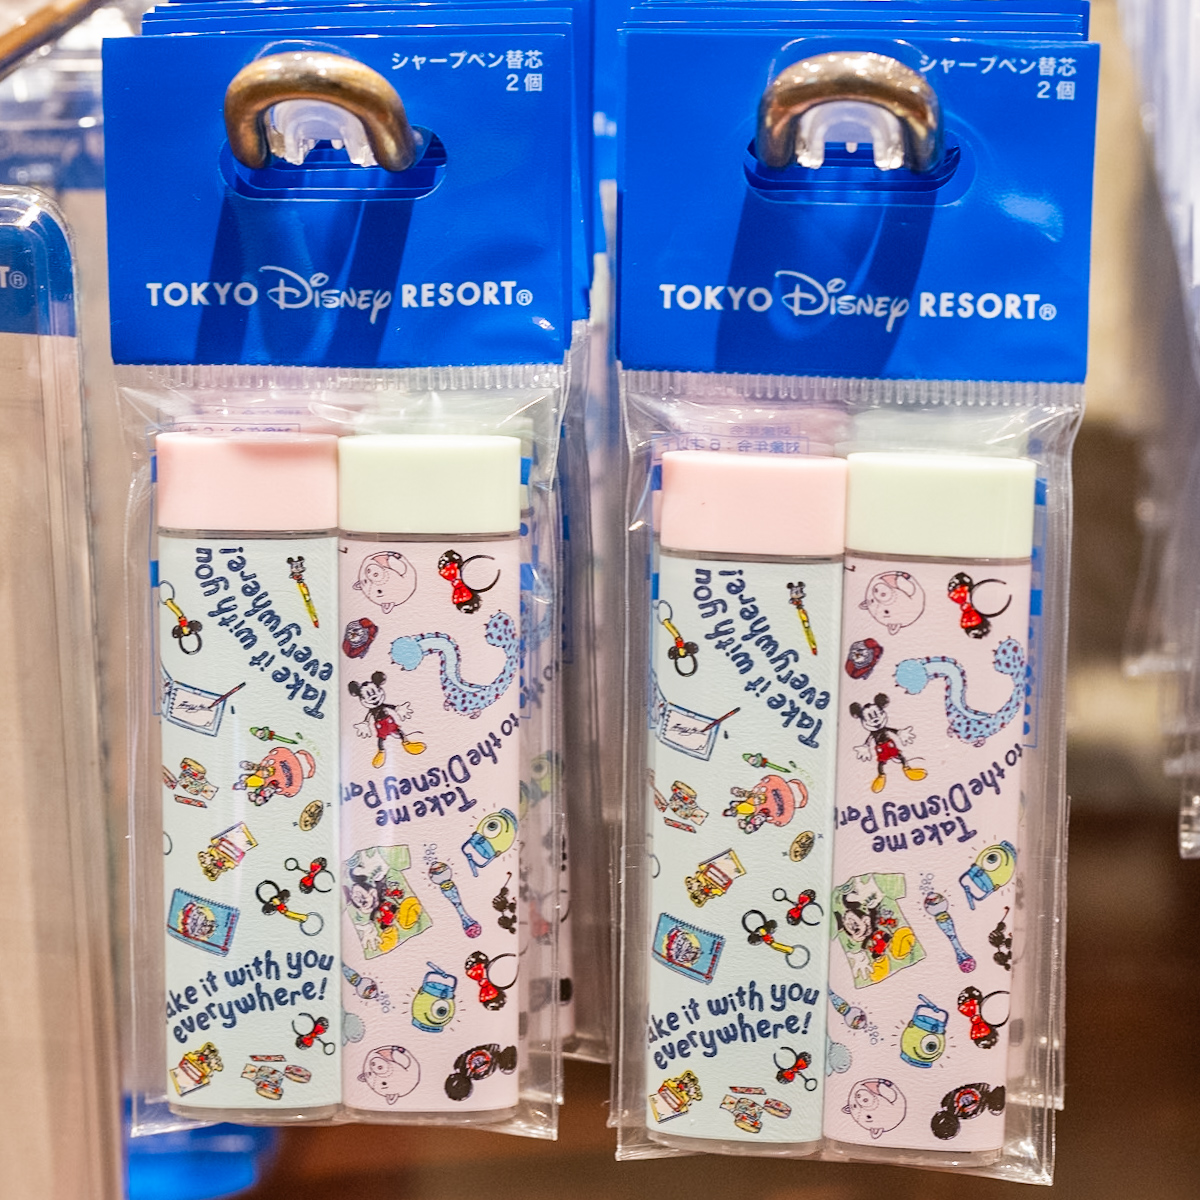 シャープペン替芯
2個
TOKYO Disney RESORT®
Take it with you
everywhere!
Take me
to the Disney Park
ake it with you
everywhere!
シャープペン替芯
2個
TOKYO Disney RESORT®
Take it with you
everywhere!
Take me
to the Disney Park
ake it with you
everywhere!
T®